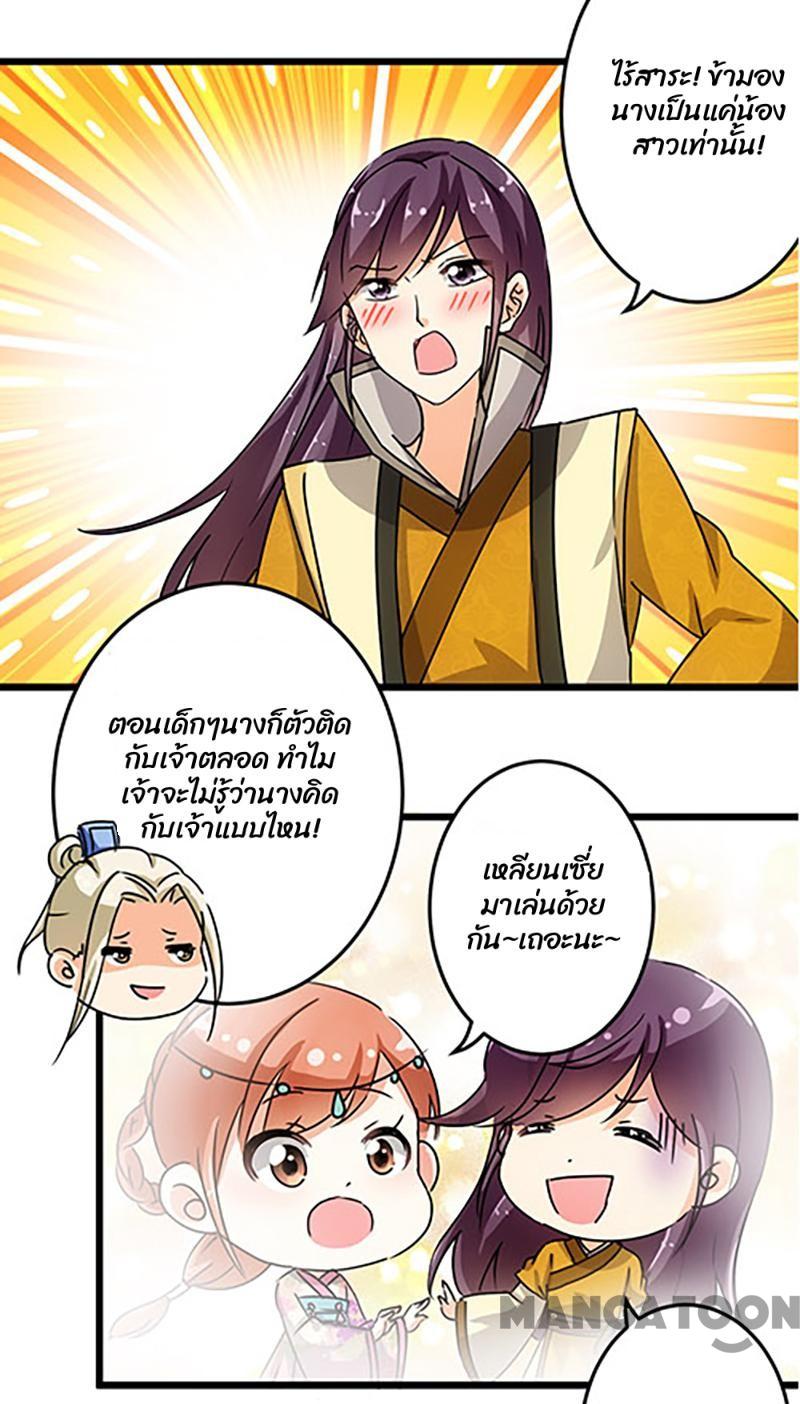 ไร้สาระ! ข้ามอง
นางเป็นแค่น้อง
สาวเท่านั้น!
ตอนเด็กๆนางก็ตัวติด
กับเจ้าตลอด ทำไม
เจ้าจะไม่รู้ว่านางคิด
กับเจ้าแบบไหน!
เหลียนเซี่ย
มาเล่นด้วย
กัน~เถอะนะ~
MANGATOON